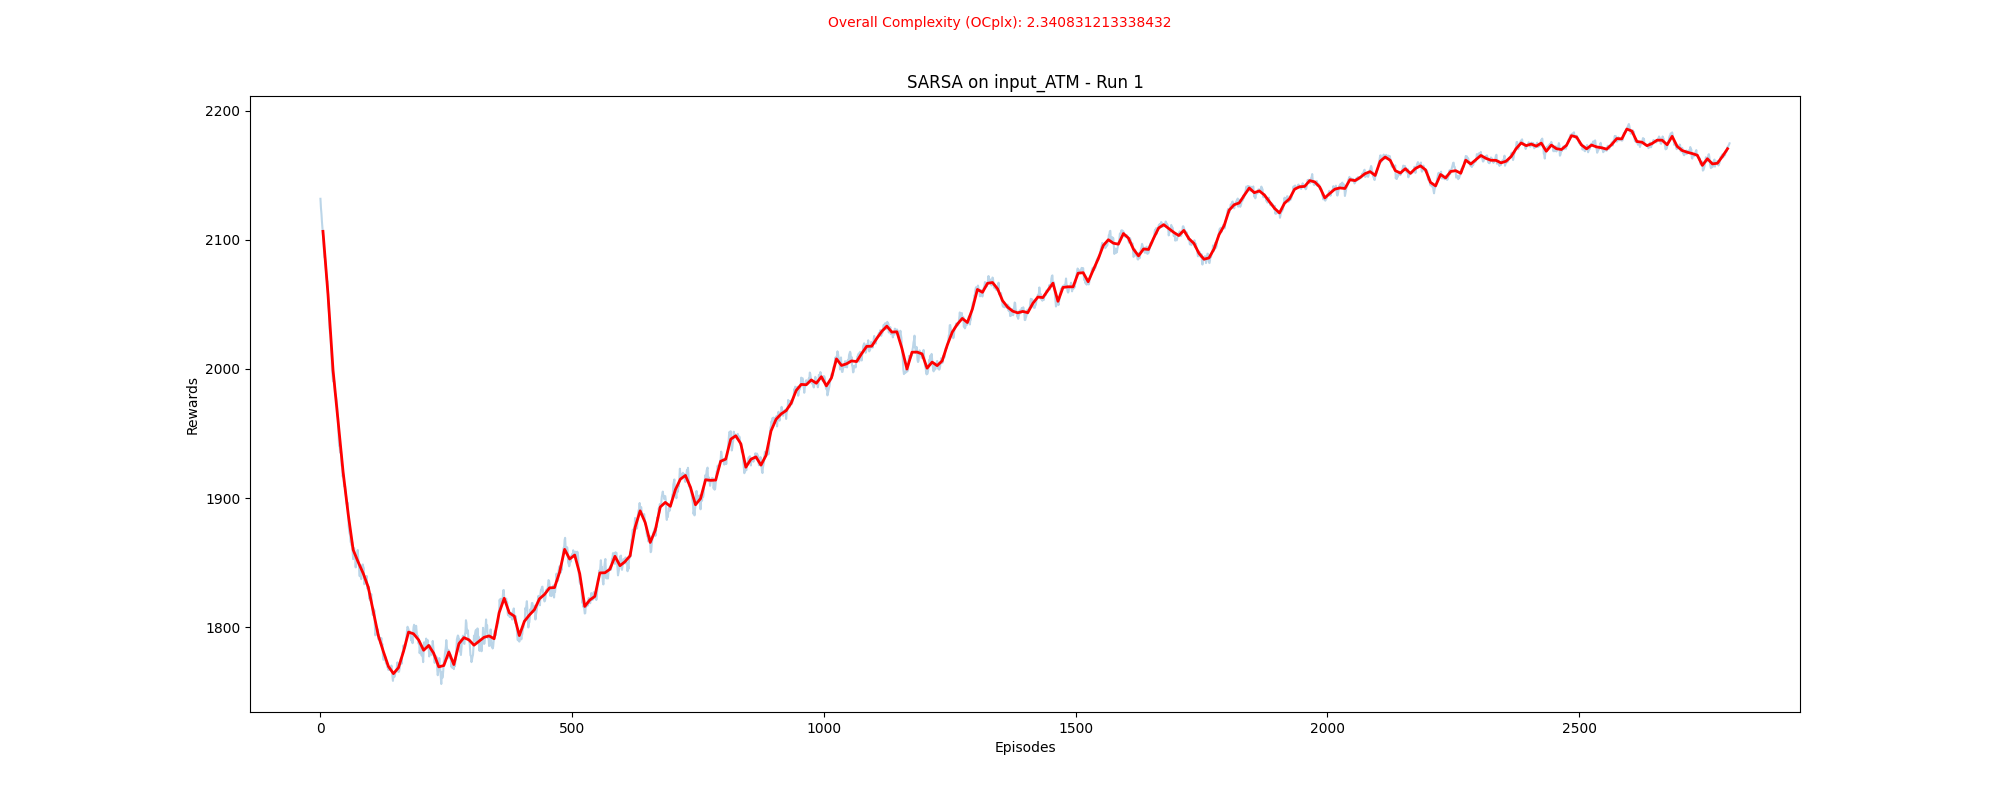 Overall Complexity (OCplx): 2.340831213338432
SARSA on input_ATM - Run 1
2200
2100
2000
1900
1800
Rewards
0 500 1000 1500 2000 2500
Episodes